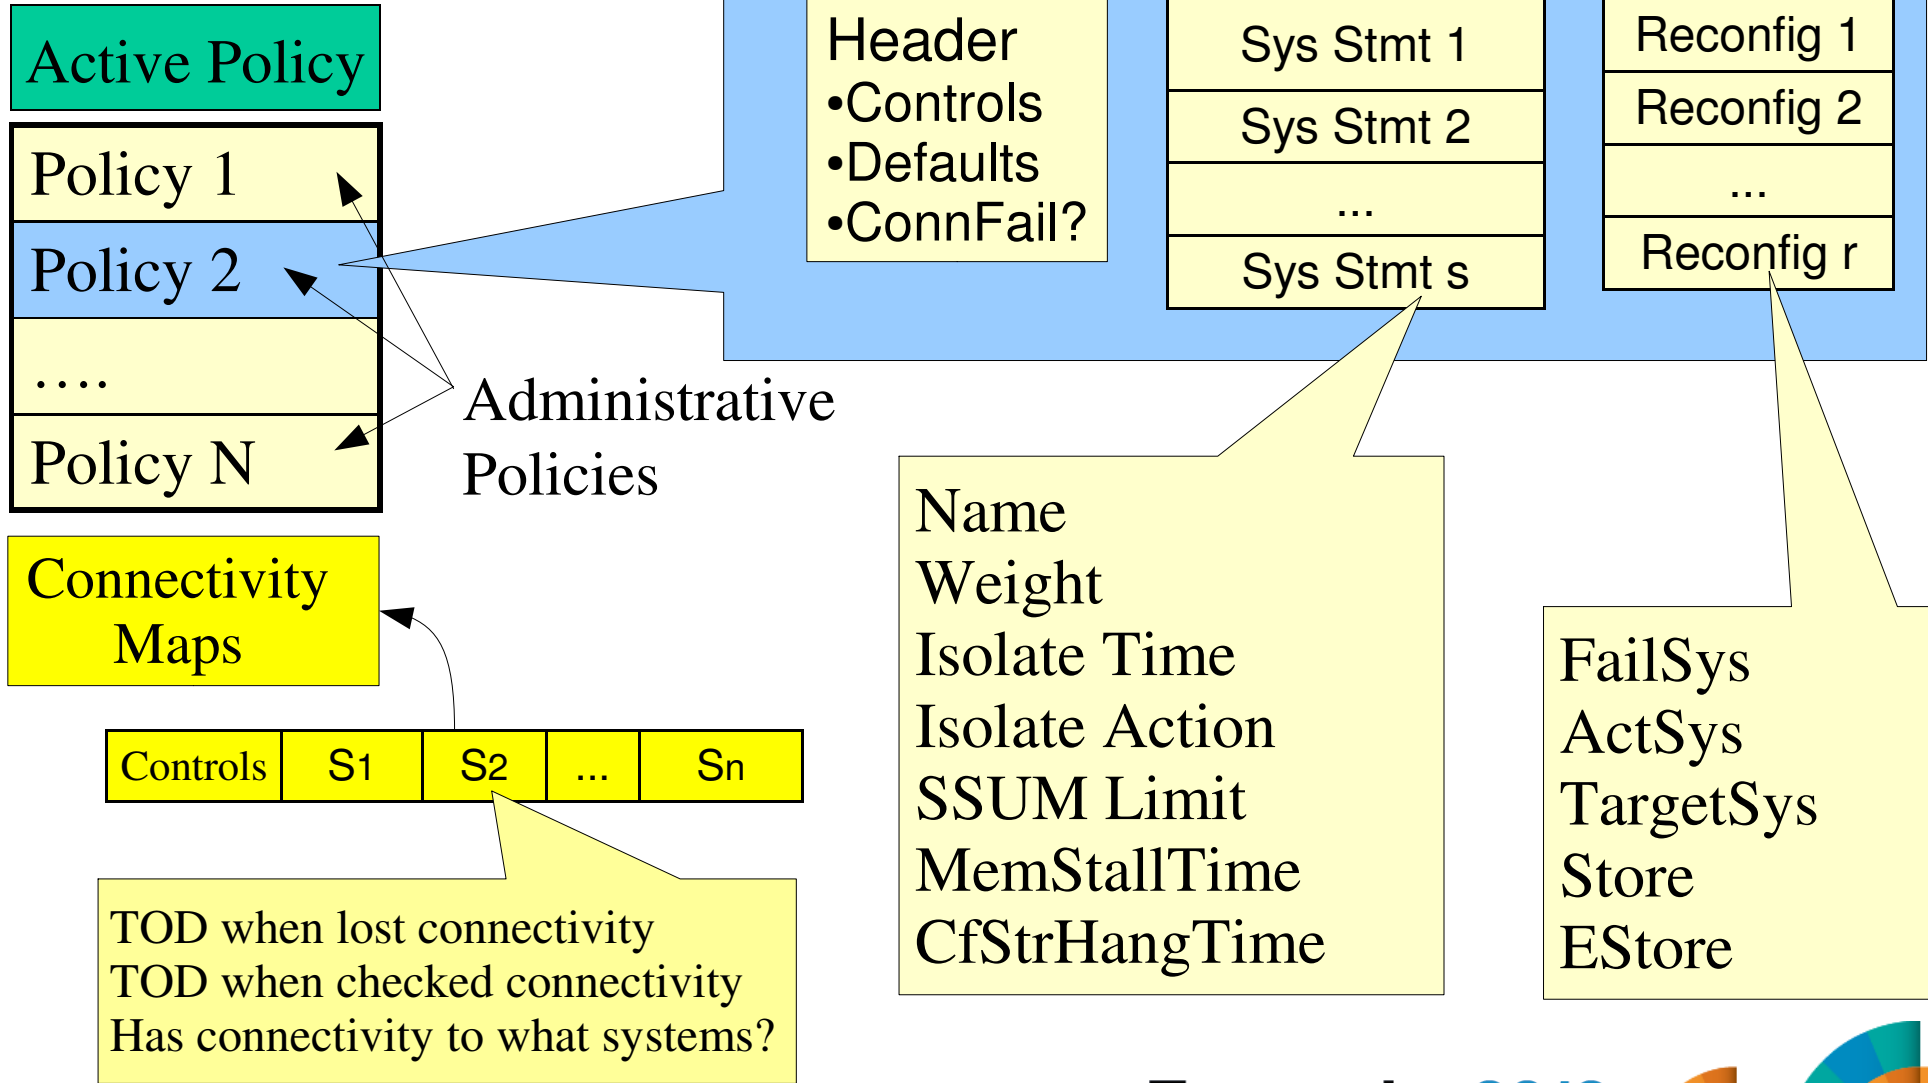 Active Policy
Policy 1
Policy 2
....
Policy N
Administrative
Policies
Header
•Controls
•Defaults
•ConnFail?
Sys Stmt 1
Sys Stmt 2
...
Sys Stmt s
Reconfig 1
Reconfig 2
...
Reconfig r
Connectivity
Maps
Controls S1 S2 ... Sn
TOD when lost connectivity
TOD when checked connectivity
Has connectivity to what systems?
Name
Weight
Isolate Time
Isolate Action
SSUM Limit
MemStallTime
CfStrHangTime
FailSys
ActSys
TargetSys
Store
EStore